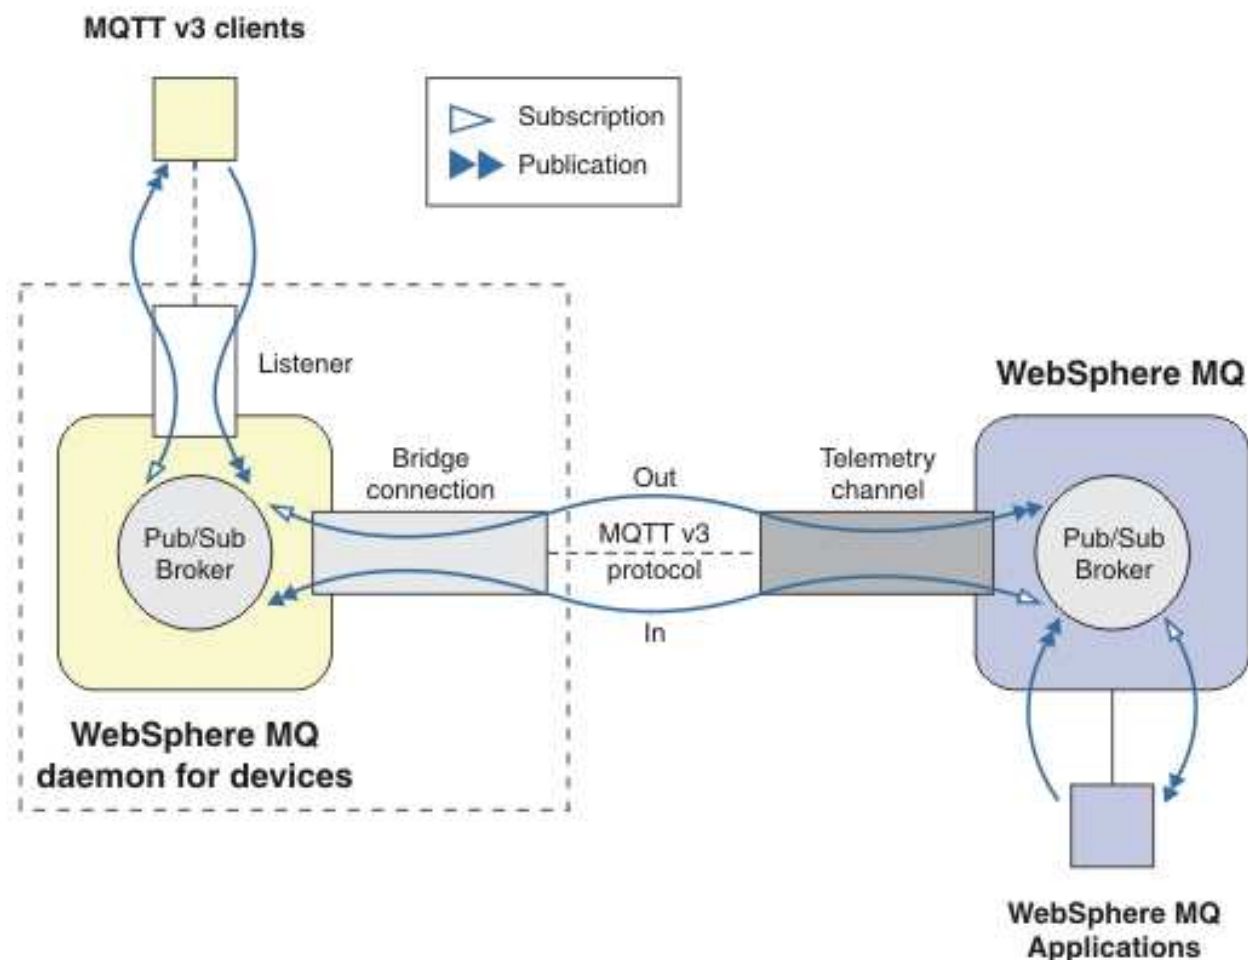 MQTT v3 clients
Subscription
Publication
Listener
WebSphere MQ
Bridge
connection
Out
Telemetry
channel
Pub/Sub
Broker
MQTT v3
protocol
Pub/Sub
Broker
In
WebSphere MQ
daemon for devices
WebSphere MQ
Applications